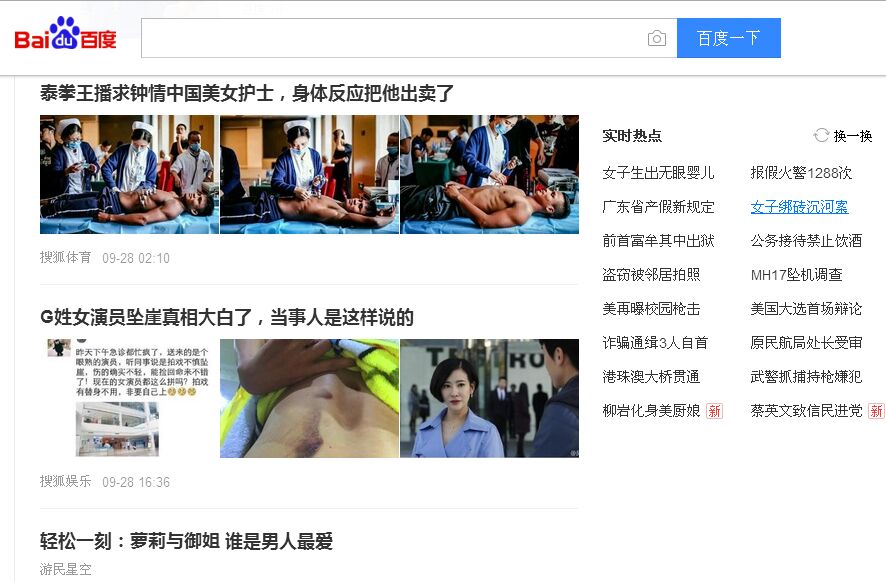 Bai du 百度
百度一下
泰拳王播求钟情中国美女护士，身体反应把他出卖了
搜狐体育 09-28 02:10
G姓女演员坠崖真相大白了，当事人是这样说的
昨天下午急诊都忙疯了，送来的是个
眼熟的演员，听同事说是拍戏不慎坠
崖，伤的确实不轻，能捡回命来不错
了！现在的女演员都这么拼吗？拍戏
有替身不用，非要自己上
搜狐娱乐 09-28 16:36
轻松一刻：萝莉与御姐 谁是男人最爱
游民星空
实时热点
换一换
女子生出无眼婴儿 报假火警1288次
广东省产假新规定 女子绑砖沉河案
前首富牟其中出狱 公务接待禁止饮酒
盗窃被邻居拍照 MH17坠机调查
美再曝校园枪击 美国大选首场辩论
诈骗通缉3人自首 原民航局处长受审
港珠澳大桥贯通 武警抓捕持枪嫌犯
柳岩化身美厨娘 新 蔡英文致信民进党 新